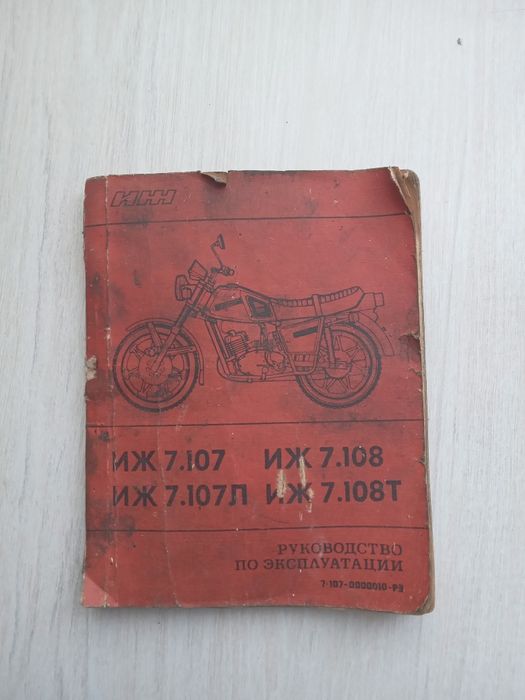 ИЖ
ИЖ 7.107 ИЖ 7.108
ИЖ 7.107Л ИЖ 7.108Т
РУКОВОДСТВО
ПО ЭКСПЛУАТАЦИИ
7-107-0000010-РЭ